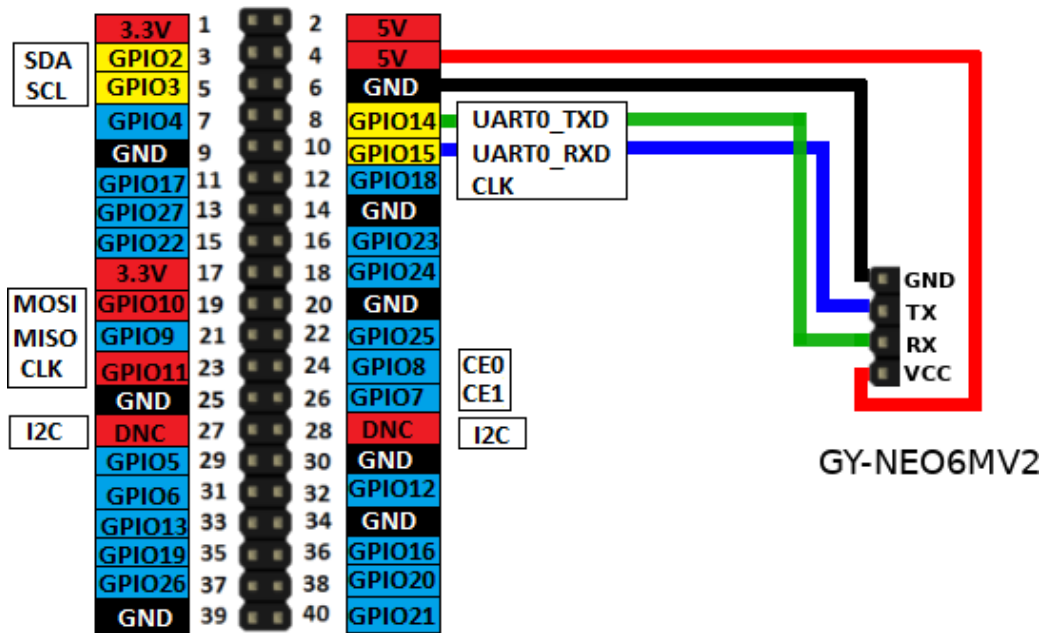 3.3V 1 2 5V
SDA GPIO2 3 4 5V
SCL GPIO3 5 6 GND
GPIO4 7 8 GPIO14 UART0_TXD
GND 9 10 GPIO15 UART0_RXD
GPIO17 11 12 GPIO18 CLK
GPIO27 13 14 GND
GPIO22 15 16 GPIO23
3.3V 17 18 GPIO24 GND
MOSI GPIO10 19 20 GND TX
MISO GPIO9 21 22 GPIO25 RX
CLK GPIO11 23 24 GPIO8 CE0 VCC
GND 25 26 GPIO7 CE1
I2C DNC 27 28 DNC I2C
GPIO5 29 30 GND GY-NEO6MV2
GPIO6 31 32 GPIO12
GPIO13 33 34 GND
GPIO19 35 36 GPIO16
GPIO26 37 38 GPIO20
GND 39 40 GPIO21